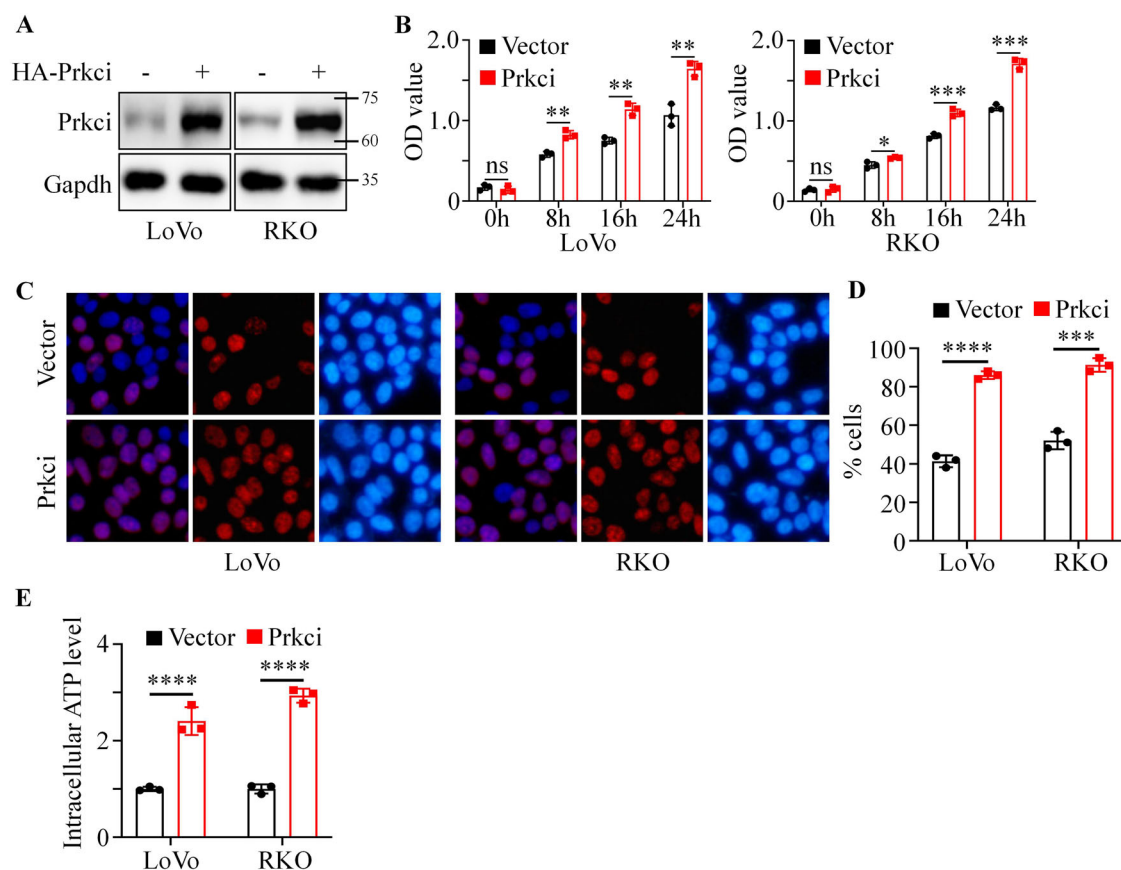 A
HA-Prkci - + - +
Prkci
75
60
Gapdh
35
LoVo RKO
B
OD value
2.0
1.0
0
Vector
Prkci
ns ** ** **
0h 8h 16h 24h
LoVo
OD value
2.0
1.0
0
Vector
Prkci
ns * *** ***
0h 8h 16h 24h
RKO
C
Vector
Prkci
LoVo RKO
D
Vector Prkci
% cells
100
80
60
40
20
0
**** ***
LoVo RKO
E
Vector Prkci
Intracellular ATP level
4
2
0
**** ****
LoVo RKO